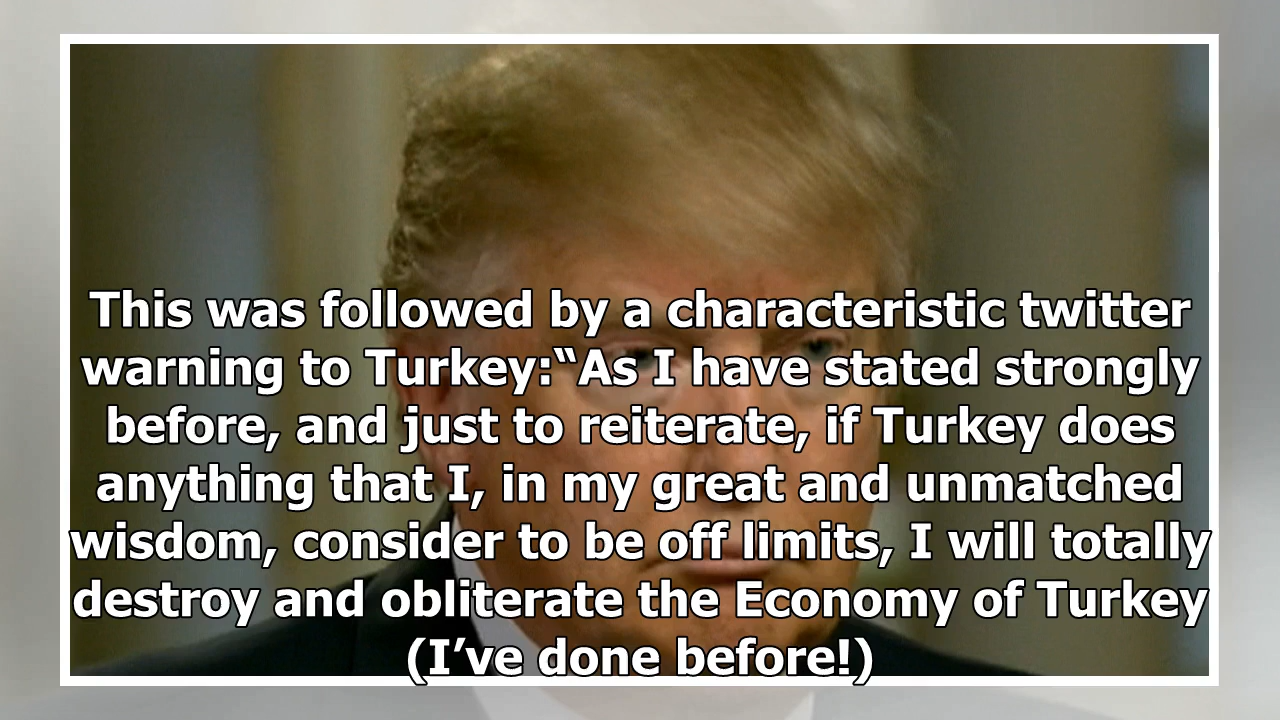 This was followed by a characteristic twitter
warning to Turkey:“As I have stated strongly
before, and just to reiterate, if Turkey does
anything that I, in my great and unmatched
wisdom, consider to be off limits, I will totally
destroy and obliterate the Economy of Turkey
(I’ve done before!)